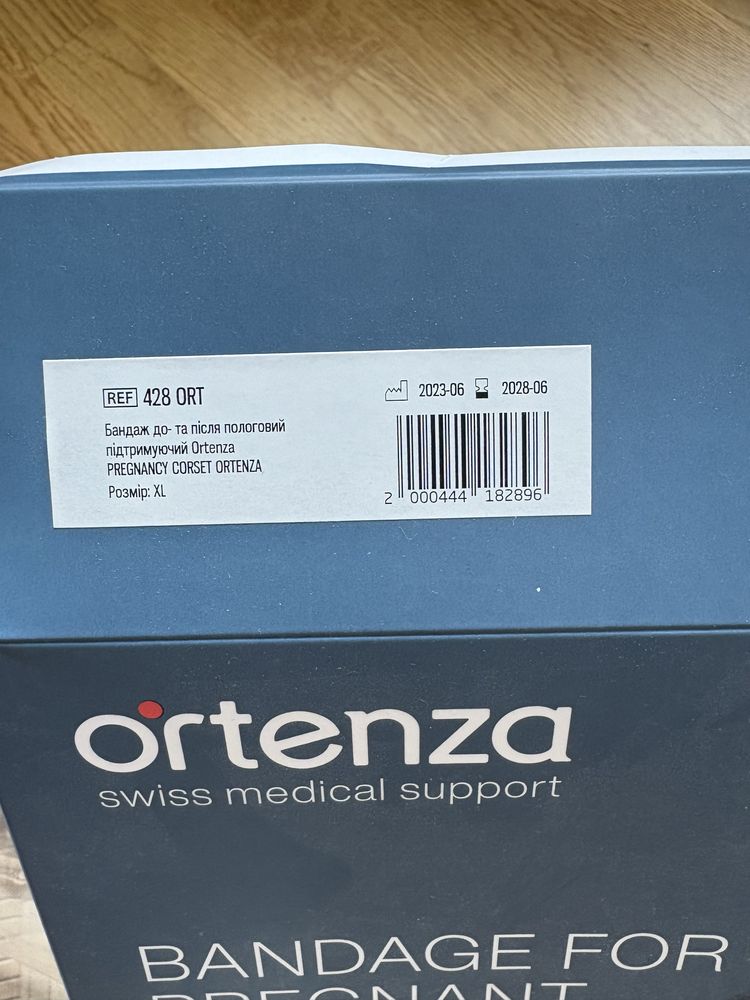 REF 428 ORT
Бандаж до- та після пологовий
підтримуючий Ortenza
PREGNANCY CORSET ORTENZA
Розмір: XL
2023-06 2028-06
2 000444 182896
ortenza
swiss medical support
BANDAGE FOR
PREGNANT